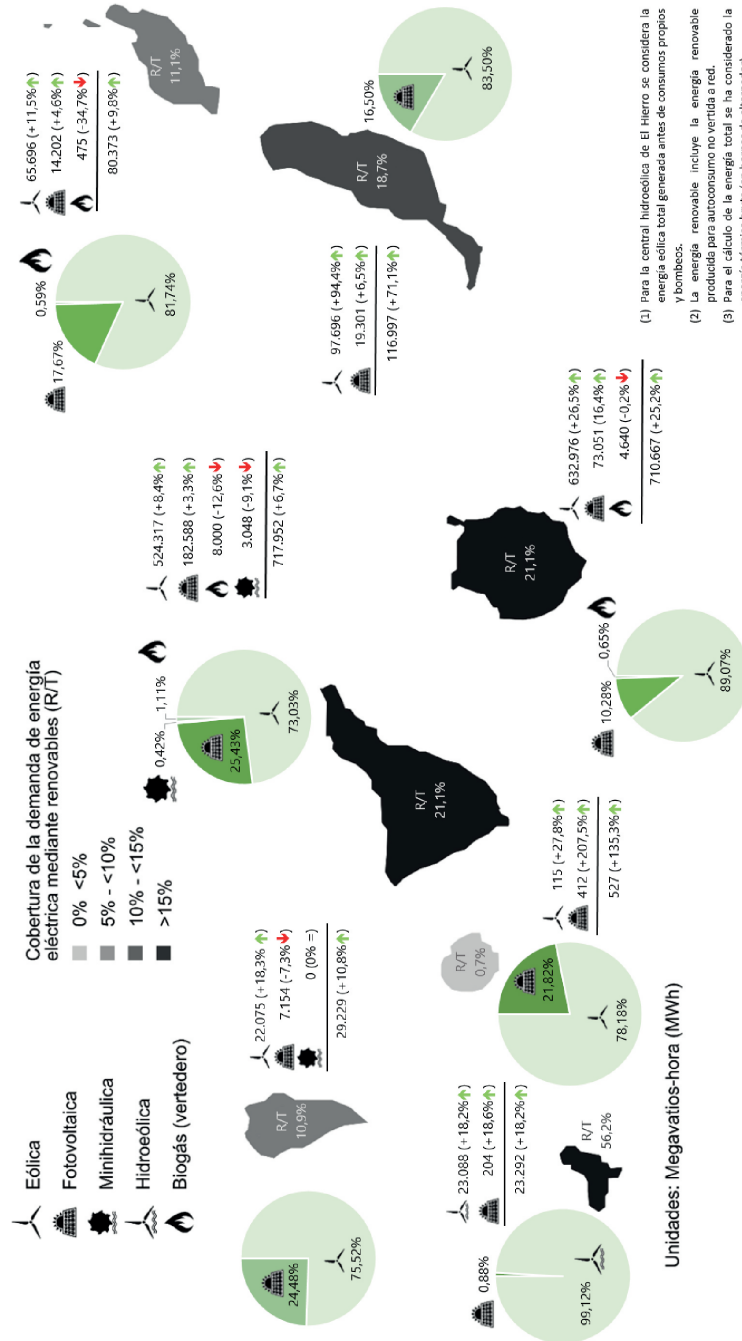 Eólica
Fotovoltaica
Minihidráulica
Hidroeólica
Biogás (vertedero)
Cobertura de la demanda de energía
eléctrica mediante renovables (R/T)
0% <5%
5% - <10%
10% - <15%
>15%
24,48%
75,52%
R/T
10,9%
22.075 (+18,3%↑)
7.154 (-7,3%↓)
0 (0% =)
29.229 (+10,8%↑)
0,88%
99,12%
23.088 (+18,2%↑)
204 (+18,6%↑)
23.292 (+18,2%↑)
R/T
56,2%
R/T
0,7%
21,82%
78,18%
115 (+27,8%↑)
412 (+207,5%↑)
527 (+135,3%↑)
0,42%
1,11%
25,43%
73,03%
524.317 (+8,4%↑)
182.588 (+3,3%↑)
8.000 (-12,6%↓)
3.048 (-9,1%↓)
717.952 (+6,7%↑)
R/T
21,1%
R/T
21,1%
0,65%
10,28%
89,07%
632.976 (+26,5%↑)
73.051 (16,4%↑)
4.640 (-0,2%↓)
710.667 (+25,2%↑)
0,59%
17,67%
81,74%
65.696 (+11,5%↑)
14.202 (+4,6%↑)
475 (-34,7%↓)
80.373 (+9,8%↑)
R/T
11,1%
97.696 (+94,4%↑)
19.301 (+6,5%↑)
116.997 (+71,1%↑)
R/T
18,7%
16,50%
83,50%
Unidades: Megavatios-hora (MWh)
(1) Para la central hidroeólica de El Hierro se considera la
energía eólica total generada antes de consumos propios
y bombeos.
(2) La energía renovable incluye la energía renovable
producida para autoconsumo no vertida a red.
(3) Para el cálculo de la energía total se ha considerado la